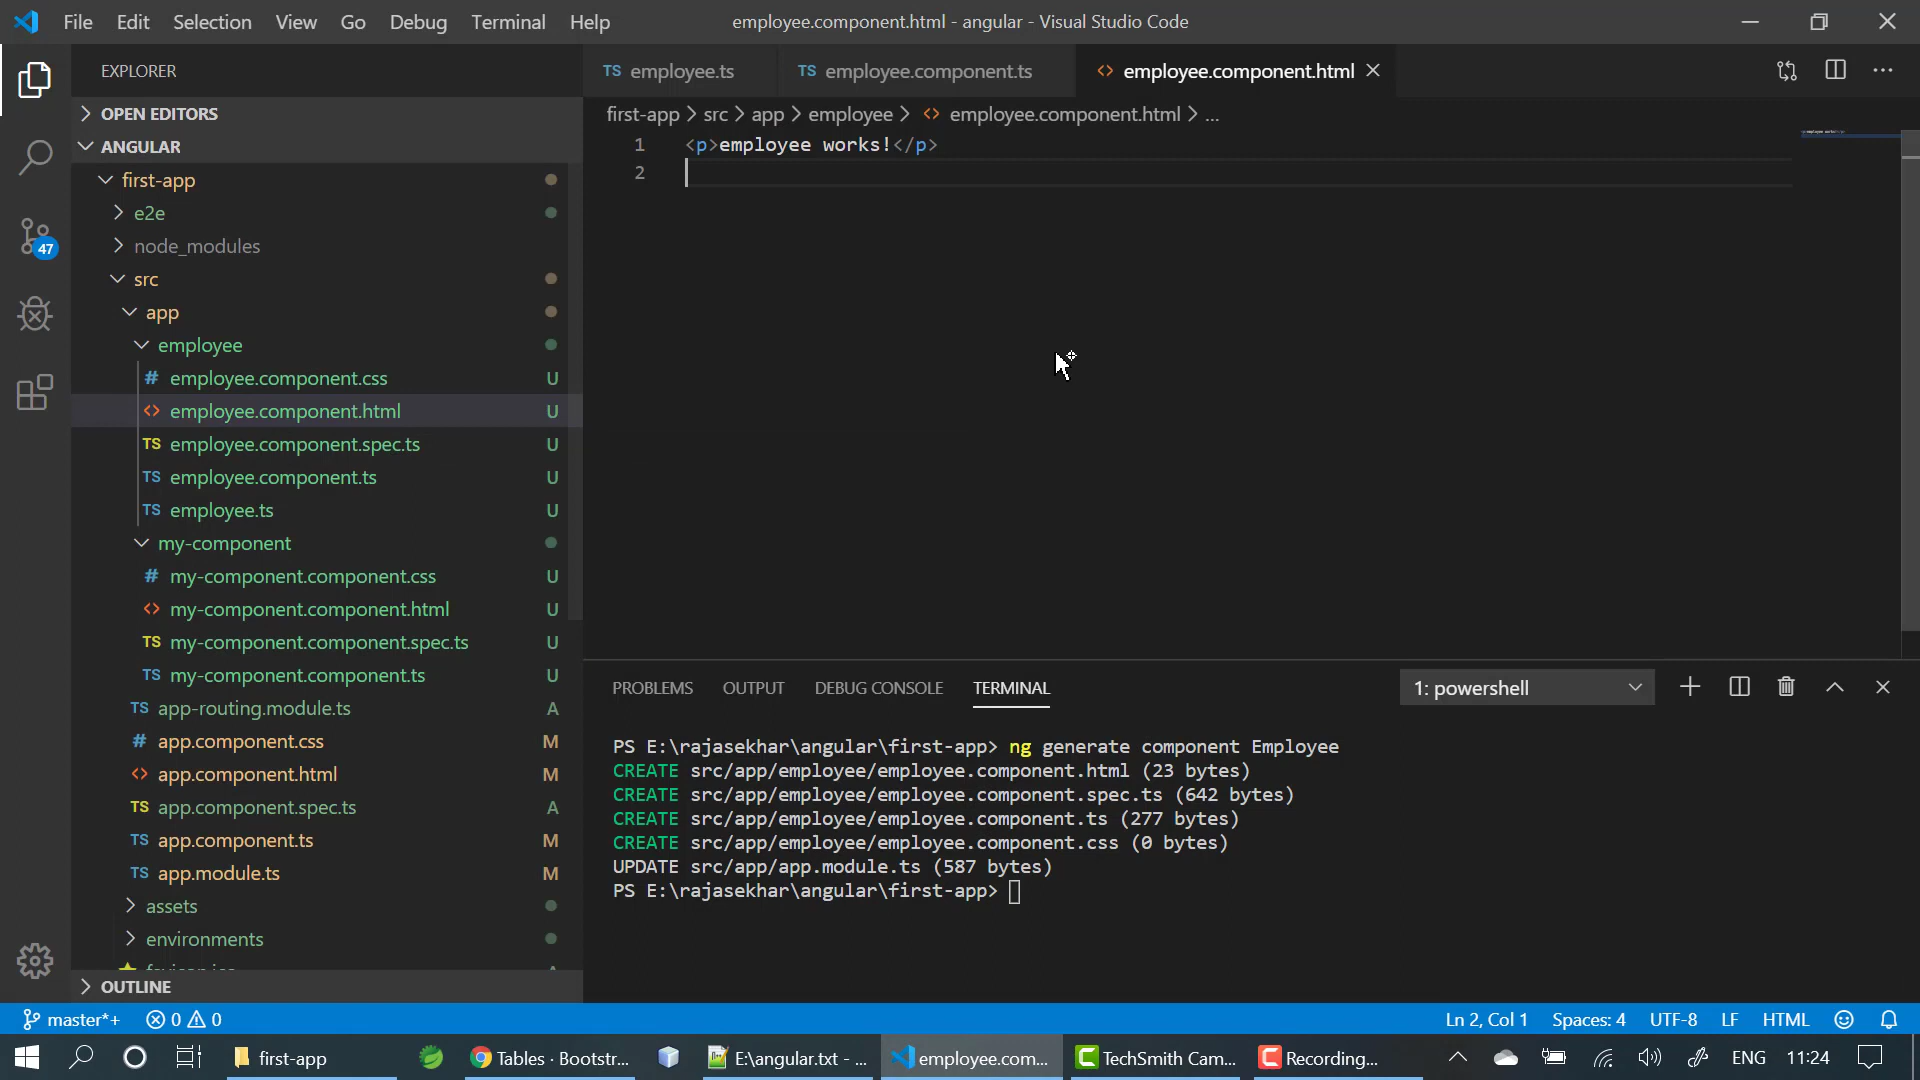 File Edit Selection View Go Debug Terminal Help
employee.component.html - angular - Visual Studio Code
EXPLORER
OPEN EDITORS
ANGULAR
first-app
e2e
node_modules
src
app
employee
# employee.component.css U
<> employee.component.html U
TS employee.component.spec.ts U
TS employee.component.ts U
TS employee.ts U
my-component
# my-component.component.css U
<> my-component.component.html U
TS my-component.component.spec.ts U
TS my-component.component.ts U
TS app-routing.module.ts A
# app.component.css M
<> app.component.html M
TS app.component.spec.ts A
TS app.component.ts M
TS app.module.ts M
assets
environments
OUTLINE
47
TS employee.ts
TS employee.component.ts
<> employee.component.html
first-app > src > app > employee > <> employee.component.html > ...
1 <p>employee works!</p>
2
PROBLEMS OUTPUT DEBUG CONSOLE TERMINAL
1: powershell
PS E:\rajasekhar\angular\first-app> ng generate component Employee
CREATE src/app/employee/employee.component.html (23 bytes)
CREATE src/app/employee/employee.component.spec.ts (642 bytes)
CREATE src/app/employee/employee.component.ts (277 bytes)
CREATE src/app/employee/employee.component.css (0 bytes)
UPDATE src/app/app.module.ts (587 bytes)
PS E:\rajasekhar\angular\first-app>
master*+ 0 0
Ln 2, Col 1 Spaces: 4 UTF-8 LF HTML
first-app
Tables · Bootstr...
E:\angular.txt - ...
employee.com...
TechSmith Cam...
Recording...
ENG 11:24